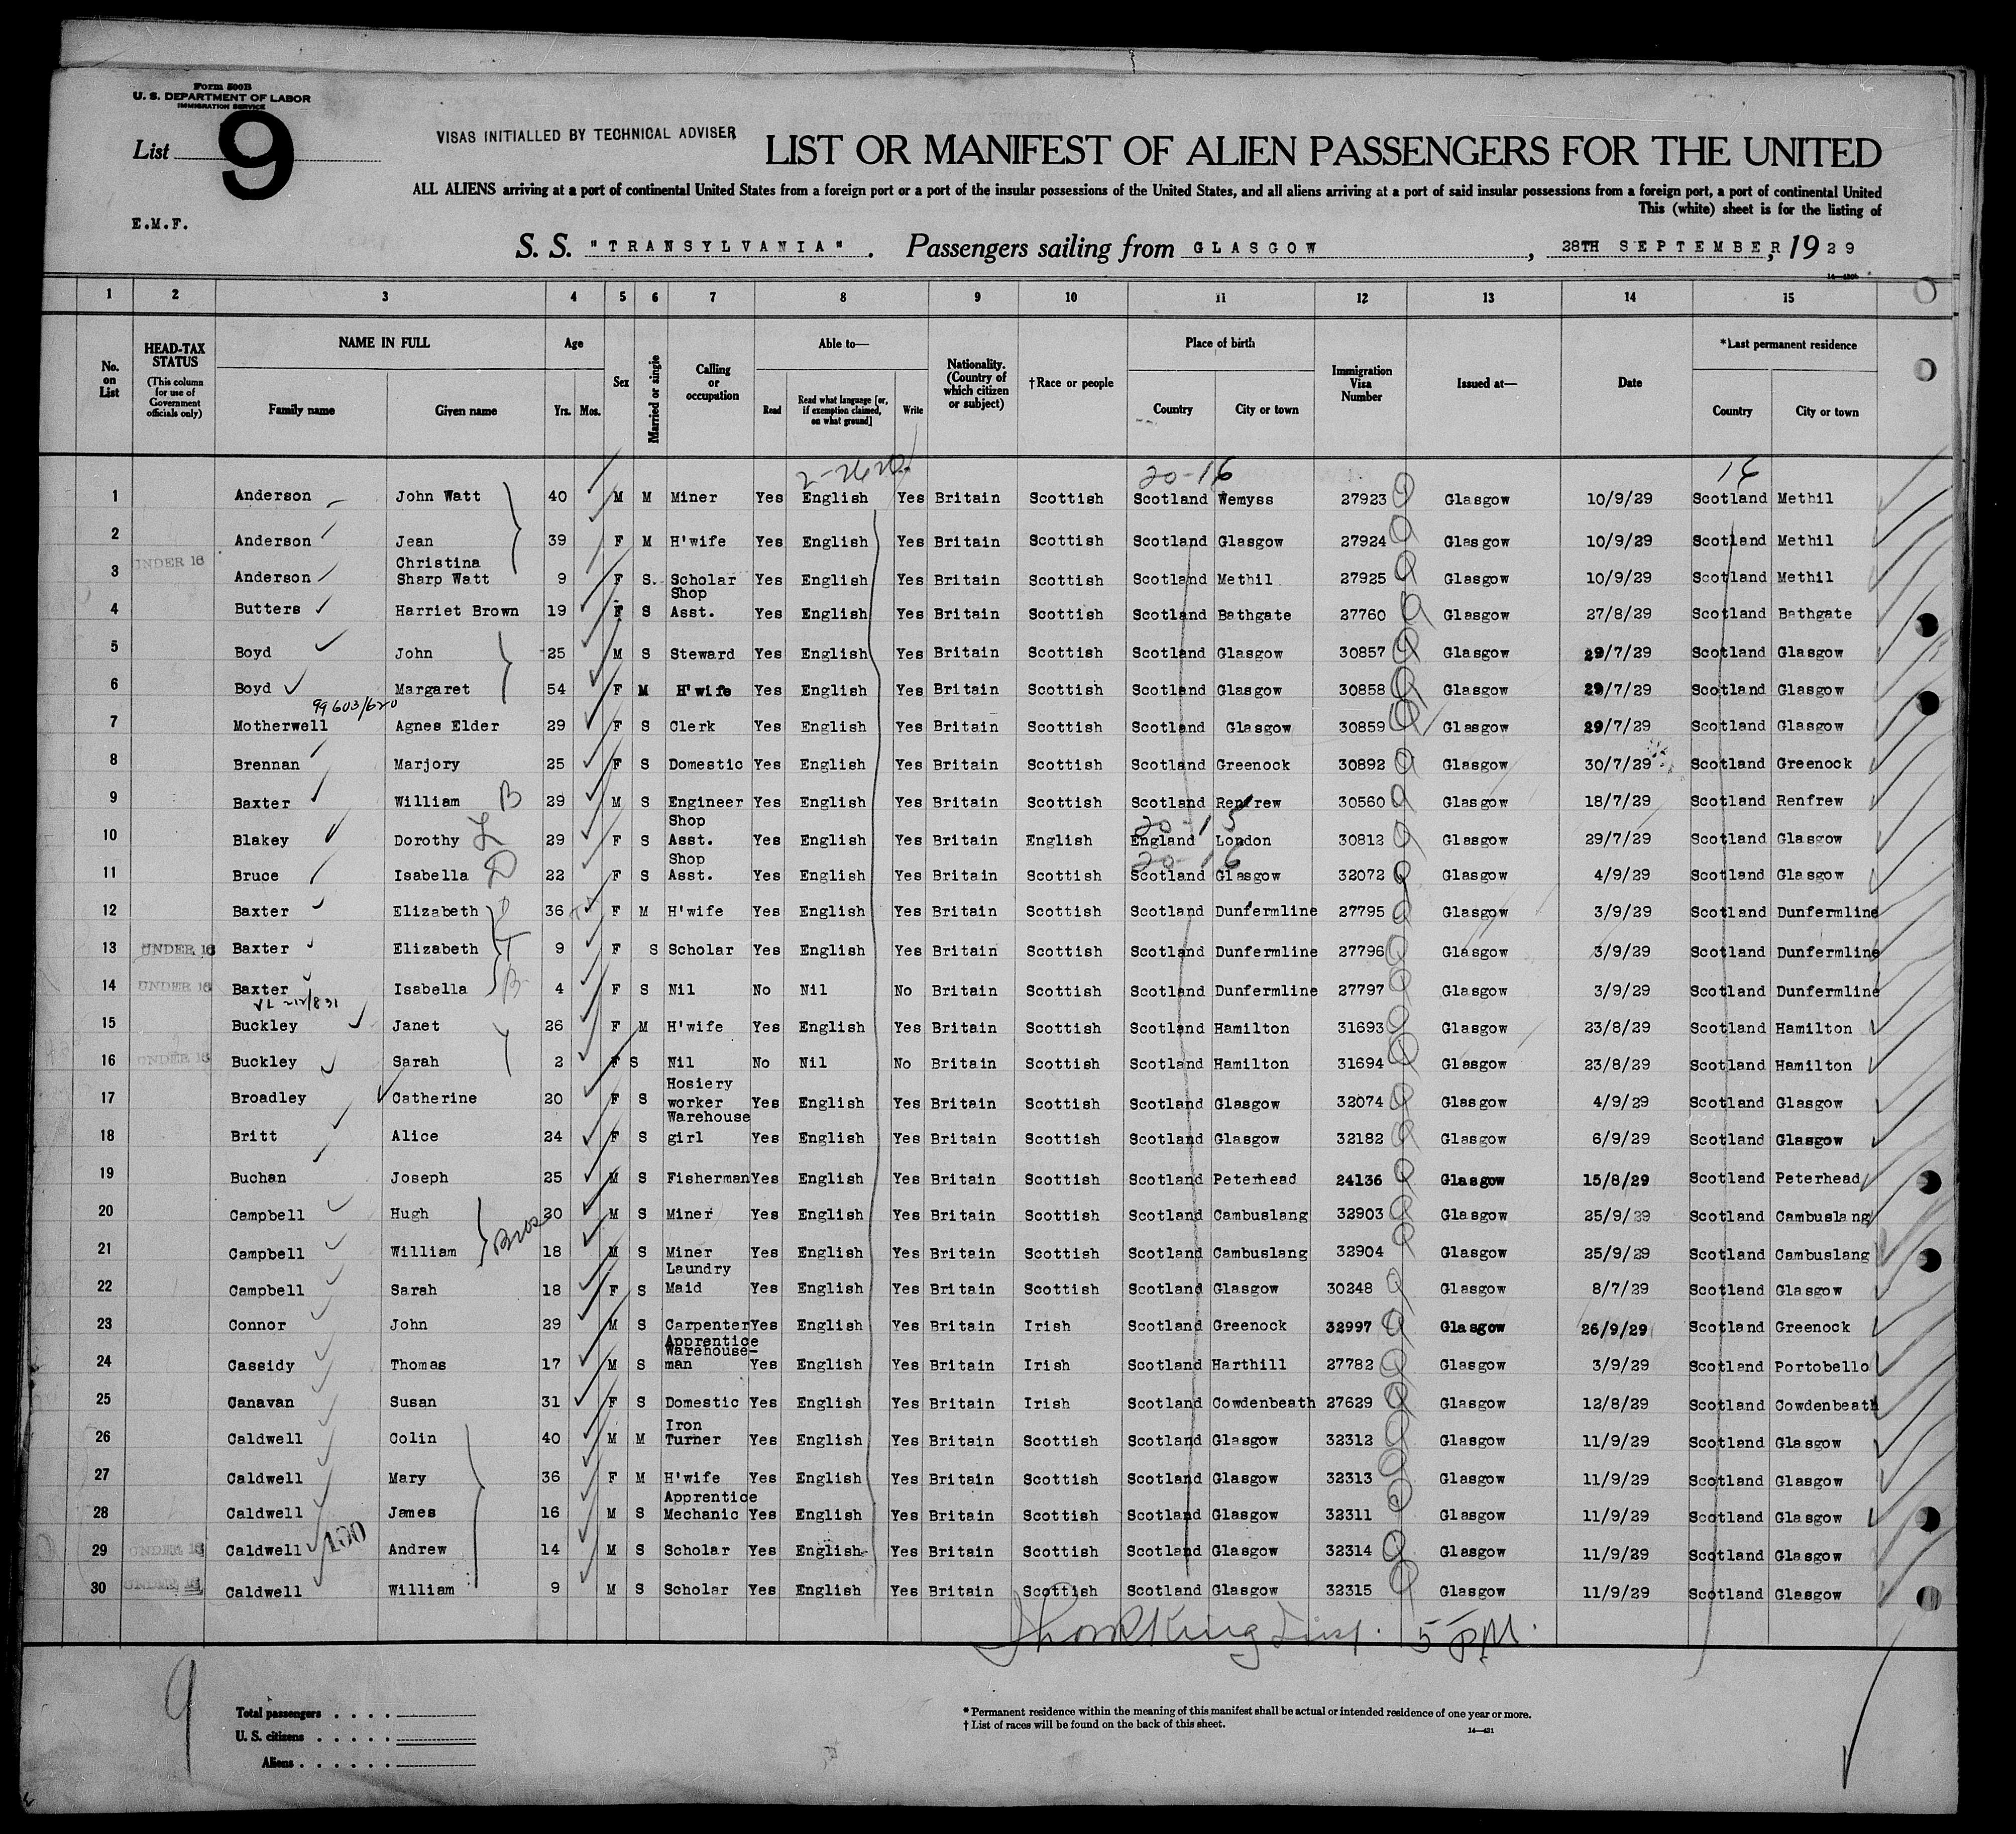 Form 500B
U. S. DEPARTMENT OF LABOR
IMMIGRATION SERVICE
List 9
VISAS INITIALLED BY TECHNICAL ADVISER
LIST OR MANIFEST OF ALIEN PASSENGERS FOR THE UNITED
ALL ALIENS arriving at a port of continental United States from a foreign port or a port of the insular possessions of the United States, and all aliens arriving at a port of said insular possessions from a foreign port, a port of continental United
This (white) sheet is for the listing of
E.M.F.
S. S. "TRANSYLVANIA". Passengers sailing from GLASGOW, 28TH SEPTEMBER, 1929
1 2 3 4 5 6 7 8 9 10 11 12 13 14 15
No. on List
HEAD-TAX STATUS (This column for use of Government officials only)
NAME IN FULL Family name Given name
Age Yrs. Mos.
Sex
Married or single
Calling or occupation
Able to— Read Read what language [or, if exemption claimed, on what ground] Write
Nationality. (Country of which citizen or subject)
†Race or people
Place of birth Country City or town
Immigration Visa Number
Issued at—
Date
*Last permanent residence Country City or town
20-16 16
1 Anderson John Watt 40 M M Miner Yes English Yes Britain Scottish Scotland Wemyss 27923 Glasgow 10/9/29 Scotland Methil
2 Anderson Jean 39 F M H'wife Yes English Yes Britain Scottish Scotland Glasgow 27924 Glasgow 10/9/29 Scotland Methil
3 UNDER 16 Anderson Christina Sharp Watt 9 F S. Scholar Yes English Yes Britain Scottish Scotland Methil 27925 Glasgow 10/9/29 Scotland Methil
4 Butters Harriet Brown 19 F S Shop Asst. Yes English Yes Britain Scottish Scotland Bathgate 27760 Glasgow 27/8/29 Scotland Bathgate
5 Boyd John 25 M S Steward Yes English Yes Britain Scottish Scotland Glasgow 30857 Glasgow 29/7/29 Scotland Glasgow
6 Boyd Margaret 54 F M H'wife Yes English Yes Britain Scottish Scotland Glasgow 30858 Glasgow 29/7/29 Scotland Glasgow
99603/620
7 Motherwell Agnes Elder 29 F S Clerk Yes English Yes Britain Scottish Scotland Glasgow 30859 Glasgow 29/7/29 Scotland Glasgow
8 Brennan Marjory 25 F S Domestic Yes English Yes Britain Scottish Scotland Greenock 30892 Glasgow 30/7/29 Scotland Greenock
9 Baxter William B 29 M S Engineer Yes English Yes Britain Scottish Scotland Renfrew 30560 Glasgow 18/7/29 Scotland Renfrew
20-15
10 Blakey Dorothy L 29 F S Shop Asst. Yes English Yes Britain English England London 30812 Glasgow 29/7/29 Scotland Glasgow
20-16
11 Bruce Isabella D 22 F S Shop Asst. Yes English Yes Britain Scottish Scotland Glasgow 32072 Glasgow 4/9/29 Scotland Glasgow
12 Baxter Elizabeth 36 F M H'wife Yes English Yes Britain Scottish Scotland Dunfermline 27795 Glasgow 3/9/29 Scotland Dunfermline
13 UNDER 16 Baxter Elizabeth T 9 F S Scholar Yes English Yes Britain Scottish Scotland Dunfermline 27796 Glasgow 3/9/29 Scotland Dunfermline
14 UNDER 16 Baxter Isabella B 4 F S Nil No Nil No Britain Scottish Scotland Dunfermline 27797 Glasgow 3/9/29 Scotland Dunfermline
15 Buckley Janet 26 F M H'wife Yes English Yes Britain Scottish Scotland Hamilton 31693 Glasgow 23/8/29 Scotland Hamilton
16 UNDER 16 Buckley Sarah 2 F S Nil No Nil No Britain Scottish Scotland Hamilton 31694 Glasgow 23/8/29 Scotland Hamilton
17 Broadley Catherine 20 F S Hosiery worker Yes English Yes Britain Scottish Scotland Glasgow 32074 Glasgow 4/9/29 Scotland Glasgow
18 Britt Alice 24 F S Warehouse girl Yes English Yes Britain Scottish Scotland Glasgow 32182 Glasgow 6/9/29 Scotland Glasgow
19 Buchan Joseph 25 M S Fisherman Yes English Yes Britain Scottish Scotland Peterhead 24136 Glasgow 15/8/29 Scotland Peterhead
20 Campbell Hugh Bros 20 M S Miner Yes English Yes Britain Scottish Scotland Cambuslang 32903 Glasgow 25/9/29 Scotland Cambuslang
21 Campbell William 18 M S Miner Yes English Yes Britain Scottish Scotland Cambuslang 32904 Glasgow 25/9/29 Scotland Cambuslang
22 Campbell Sarah 18 F S Laundry Maid Yes English Yes Britain Scottish Scotland Glasgow 30248 Glasgow 8/7/29 Scotland Glasgow
23 Connor John 29 M S Carpenter Yes English Yes Britain Irish Scotland Greenock 32997 Glasgow 26/9/29 Scotland Greenock
24 Cassidy Thomas 17 M S Apprentice Warehouse-man Yes English Yes Britain Irish Scotland Harthill 27782 Glasgow 3/9/29 Scotland Portobello
25 Canavan Susan 31 F S Domestic Yes English Yes Britain Irish Scotland Cowdenbeath 27629 Glasgow 12/8/29 Scotland Cowdenbeath
26 Caldwell Colin 40 M M Iron Turner Yes English Yes Britain Scottish Scotland Glasgow 32312 Glasgow 11/9/29 Scotland Glasgow
27 Caldwell Mary 36 F M H'wife Yes English Yes Britain Scottish Scotland Glasgow 32313 Glasgow 11/9/29 Scotland Glasgow
28 Caldwell James 16 M S Apprentice Mechanic Yes English Yes Britain Scottish Scotland Glasgow 32311 Glasgow 11/9/29 Scotland Glasgow
29 UNDER 16 Caldwell 100 Andrew 14 M S Scholar Yes English Yes Britain Scottish Scotland Glasgow 32314 Glasgow 11/9/29 Scotland Glasgow
30 UNDER 16 Caldwell William 9 M S Scholar Yes English Yes Britain Scottish Scotland Glasgow 32315 Glasgow 11/9/29 Scotland Glasgow
King Insp. 5 PM.
9
Total passengers
U. S. citizens
Aliens
* Permanent residence within the meaning of this manifest shall be actual or intended residence of one year or more.
† List of races will be found on the back of this sheet.